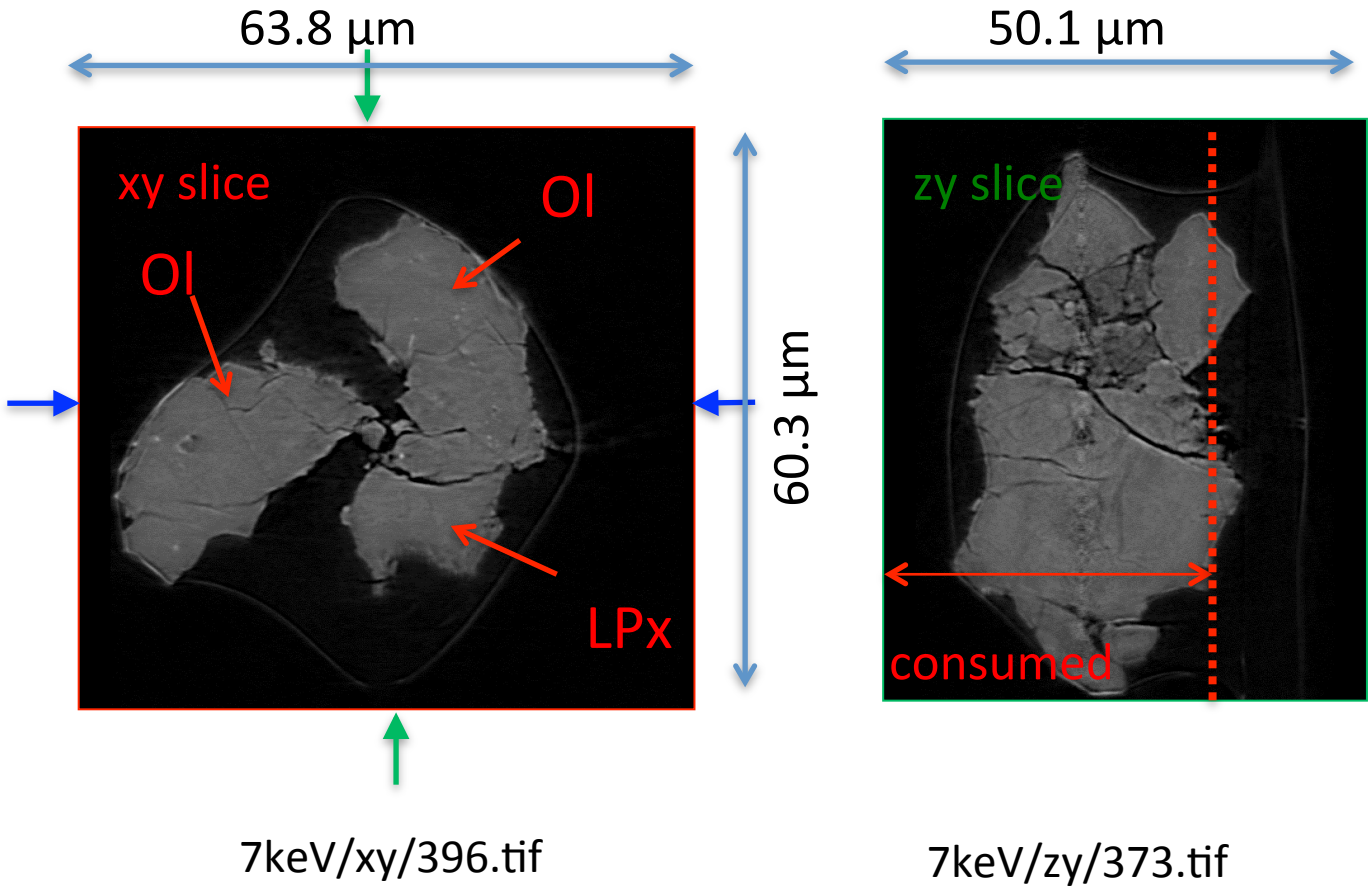 63.8 µm
50.1 µm
xy slice
Ol
Ol
LPx
60.3 µm
zy slice
consumed
7keV/xy/396.tif
7keV/zy/373.tif